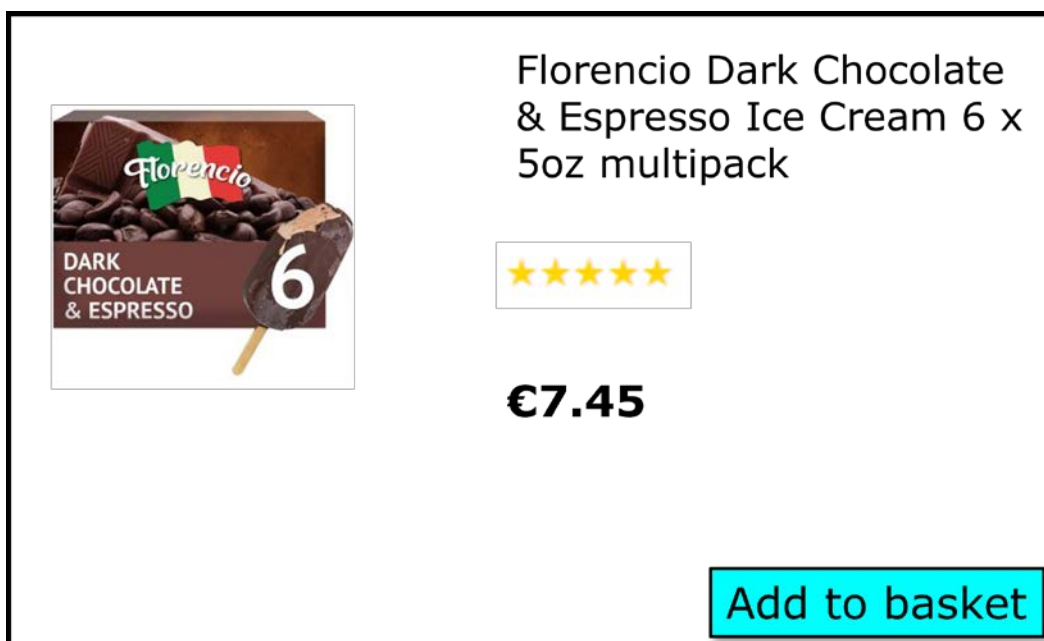 Florencio Dark Chocolate
& Espresso Ice Cream 6 x
5oz multipack
Florencio
DARK
CHOCOLATE
& ESPRESSO
6
€7.45
Add to basket